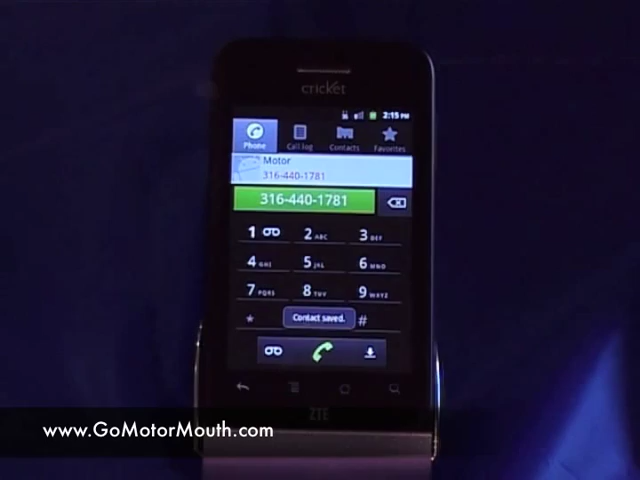 cricket
2:15 PM
Phone Call log Contacts Favorites
Motor
316-440-1781
316-440-1781
1 2 ABC 3 DEF
4 GHI 5 JKL 6 MNO
7 PQRS 8 TUV 9 WXYZ
* Contact saved. #
ZTE
www.GoMotorMouth.com